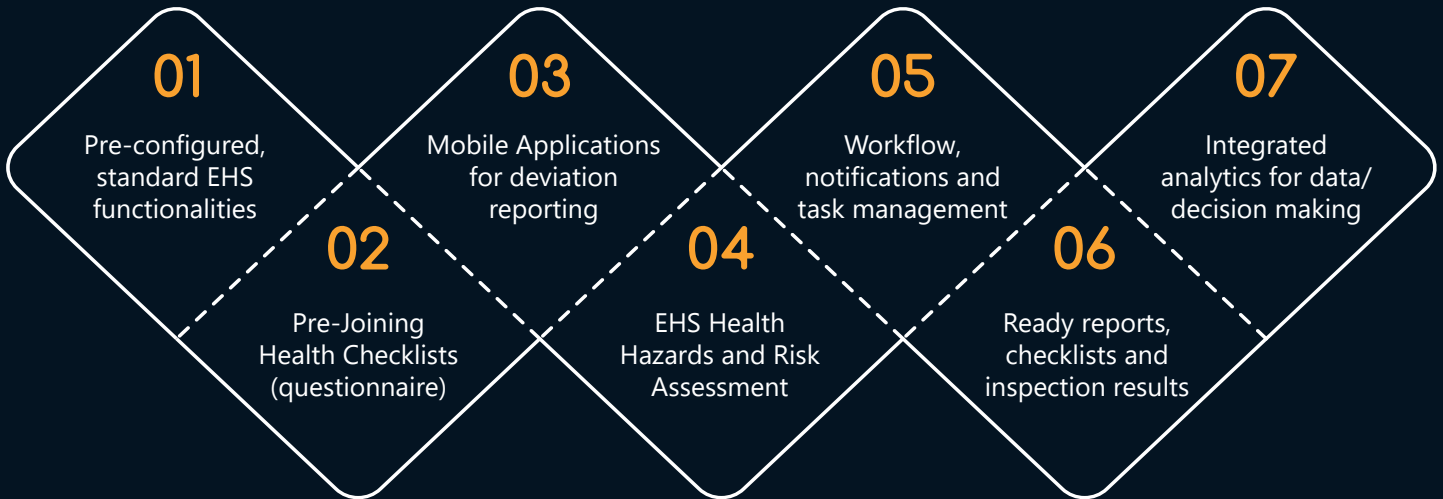 01
Pre-configured,
standard EHS
functionalities
02
Pre-Joining
Health Checklists
(questionnaire)
03
Mobile Applications
for deviation
reporting
04
EHS Health
Hazards and Risk
Assessment
05
Workflow,
notifications and
task management
06
Ready reports,
checklists and
inspection results
07
Integrated
analytics for data/
decision making